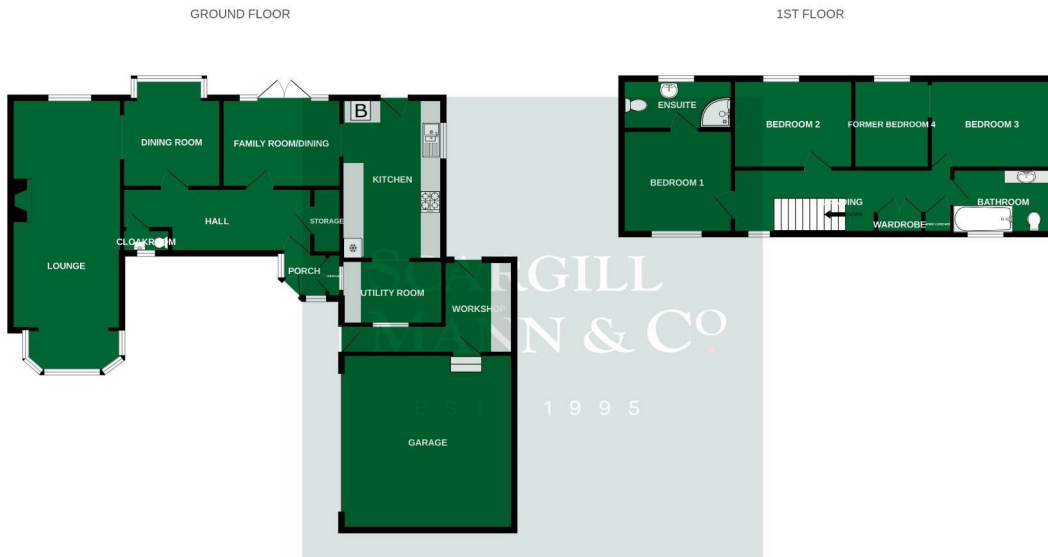 GROUND FLOOR
1ST FLOOR
B
DINING ROOM
FAMILY ROOM/DINING
KITCHEN
HALL
STORAGE
CLOAKROOM
LOUNGE
PORCH
UTILITY ROOM
WORKSHOP
GARAGE
ENSUITE
BEDROOM 2
FORMER BEDROOM 4
BEDROOM 3
BEDROOM 1
LANDING
BATHROOM
WARDROBE
SCARGILL
MANN & Co
EST 1995